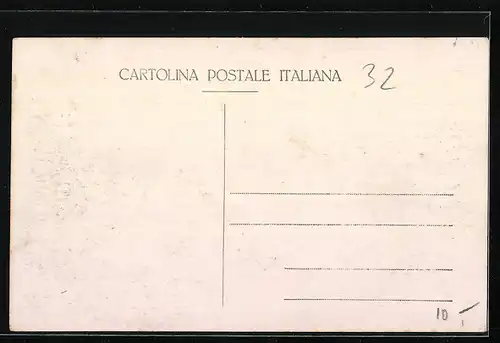 CARTOLINA POSTALE ITALIANA 32
10 -